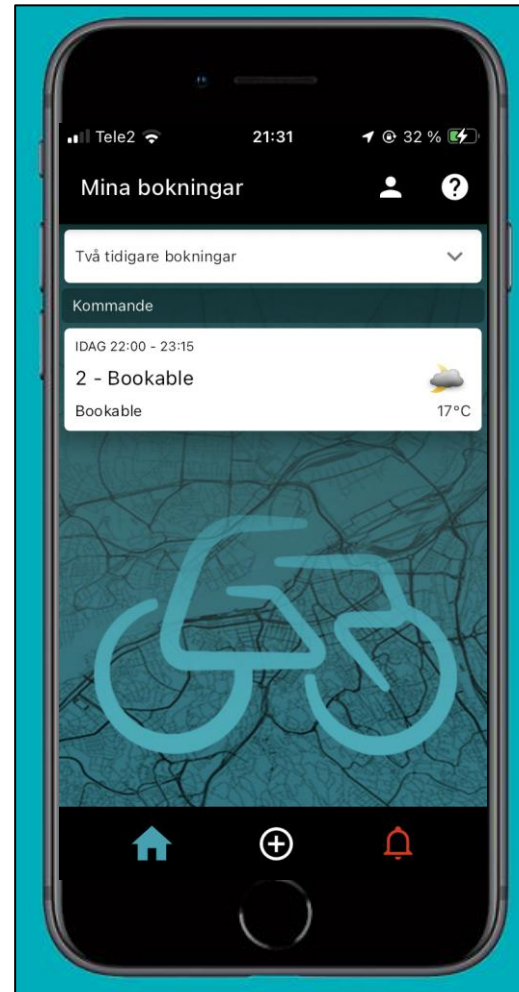 Tele2 21:31 32 %
Mina bokningar ?
Två tidigare bokningar
Kommande
IDAG 22:00 - 23:15
2 - Bookable
Bookable 17°C